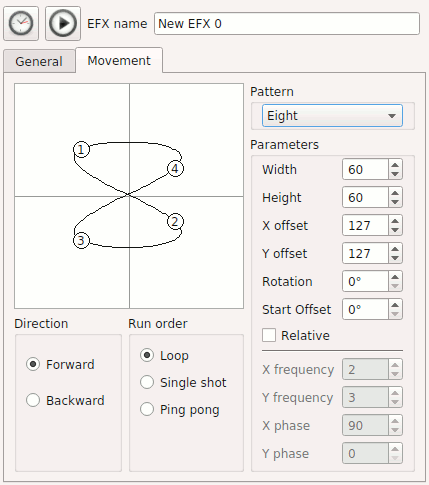 EFX name New EFX 0
General Movement
1
4
2
3
Pattern
Eight
Parameters
Width 60
Height 60
X offset 127
Y offset 127
Rotation 0°
Start Offset 0°
Relative
X frequency 2
Y frequency 3
X phase 90
Y phase 0
Direction
Forward
Backward
Run order
Loop
Single shot
Ping pong